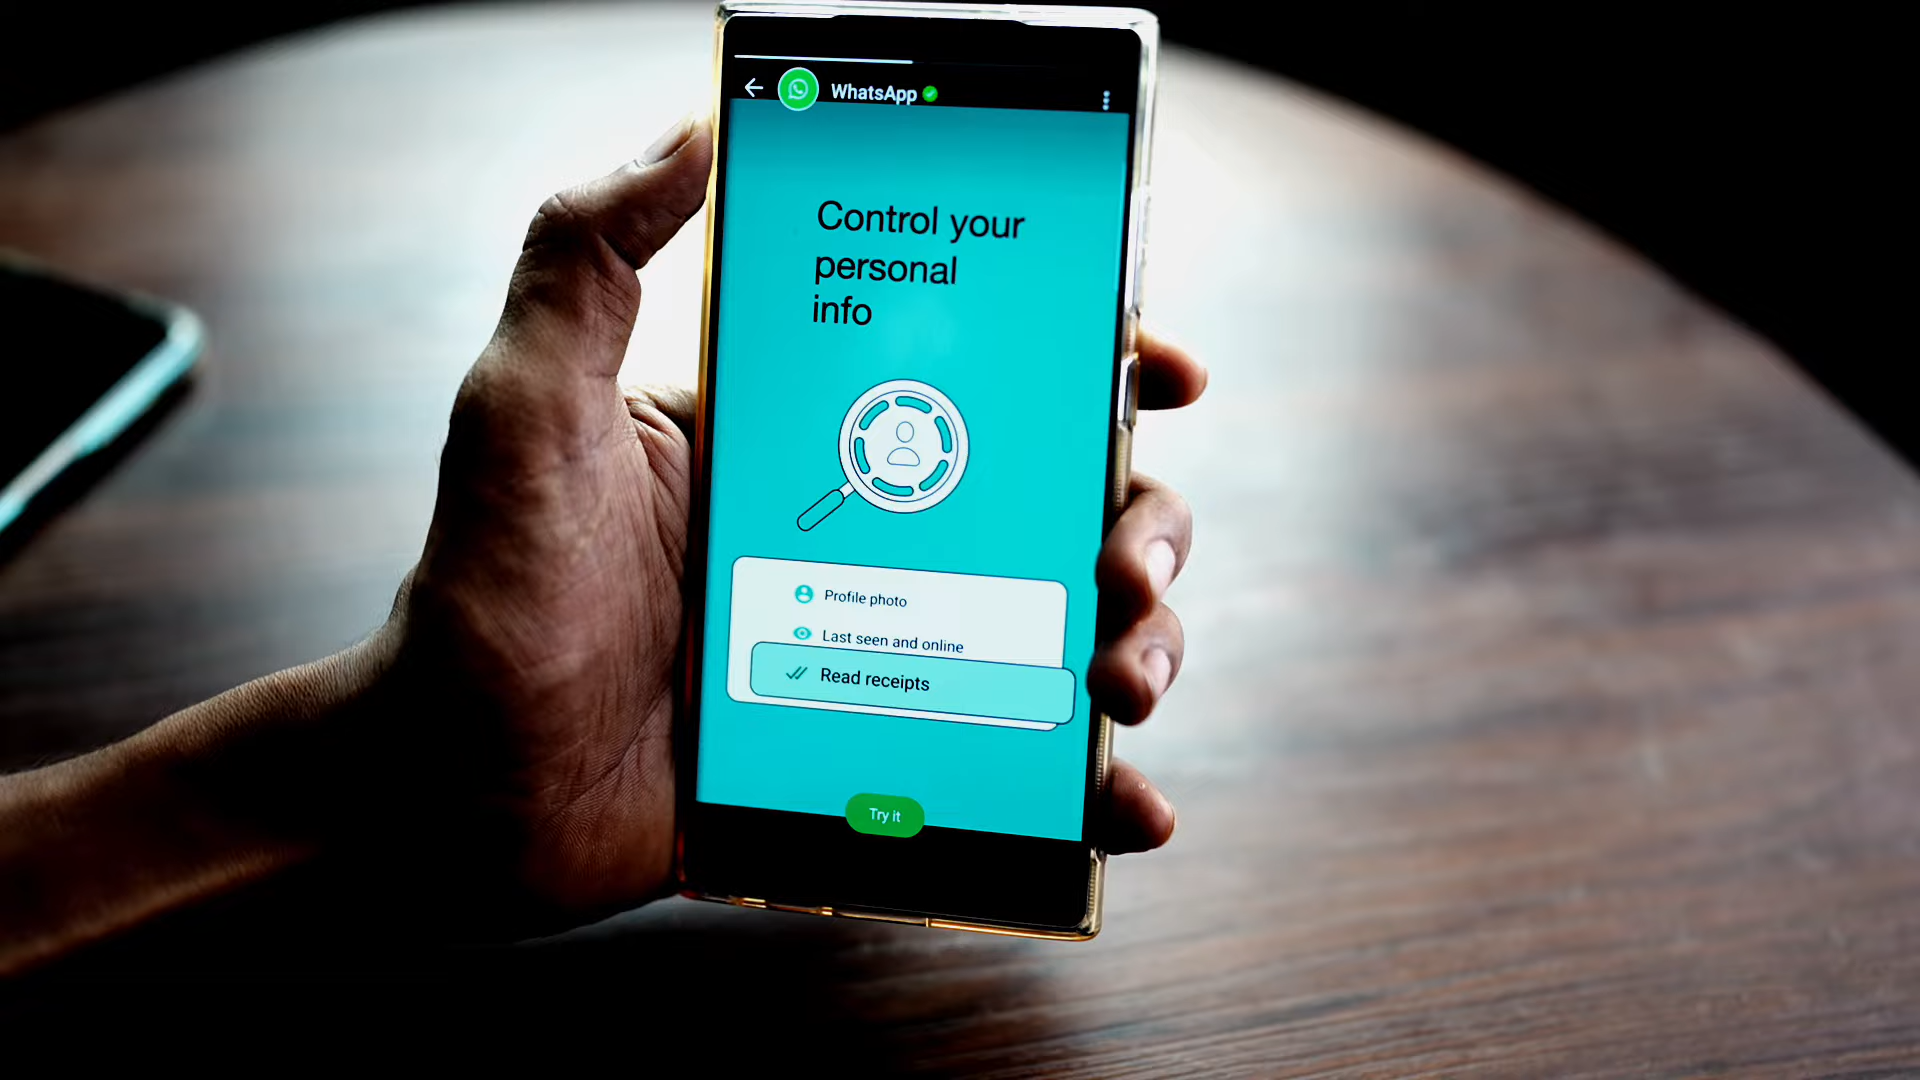 WhatsApp
Control your
personal
info
Profile photo
Last seen and online
Read receipts
Try it